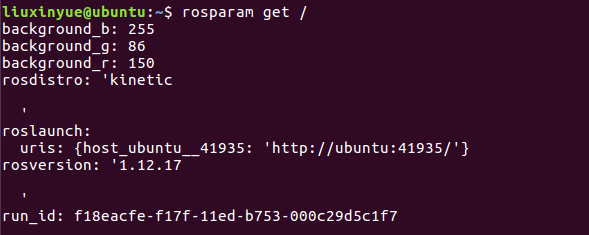 liuxinyue@ubuntu:~$ rosparam get /
background_b: 255
background_g: 86
background_r: 150
rosdistro: 'kinetic
'
roslaunch:
uris: {host_ubuntu__41935: 'http://ubuntu:41935/'}
rosversion: '1.12.17
'
run_id: f18eacfe-f17f-11ed-b753-000c29d5c1f7